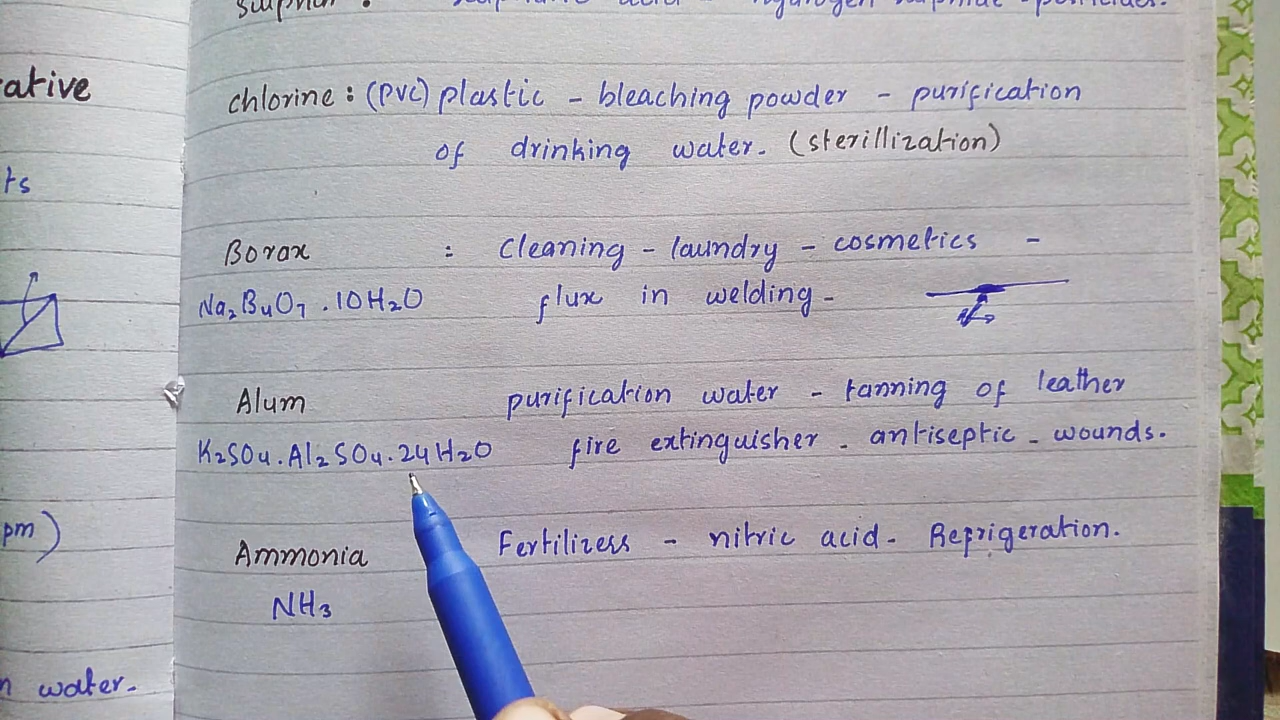 ative
ts
pm)
n water.
chlorine : (PVC) plastic - bleaching powder - purification
of drinking water. (sterillization)
Borax : Cleaning - laundry - cosmetics -
Na₂B₄O₇ . 10H₂O flux in welding -
Alum purification water - tanning of leather
K₂SO₄.Al₂SO₄.24H₂O fire extinguisher - antiseptic - wounds.
Ammonia Fertilizess - nitric acid - Reprigeration.
NH₃